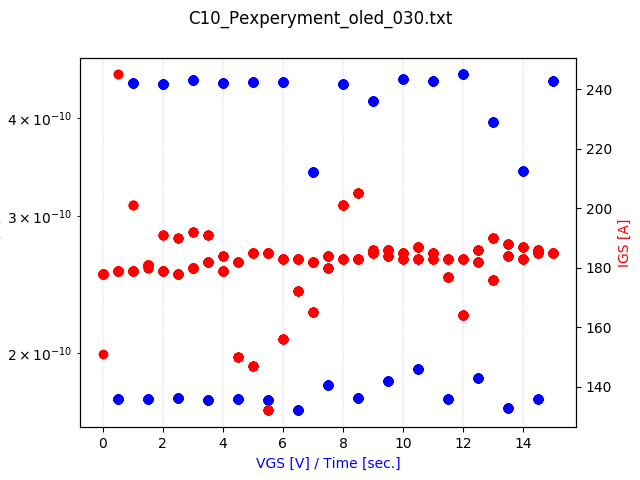 C10_Pexperyment_oled_030.txt
4 × 10⁻¹⁰
3 × 10⁻¹⁰
2 × 10⁻¹⁰
240
220
200
180
160
140
IGS [A]
0 2 4 6 8 10 12 14
VGS [V] / Time [sec.]